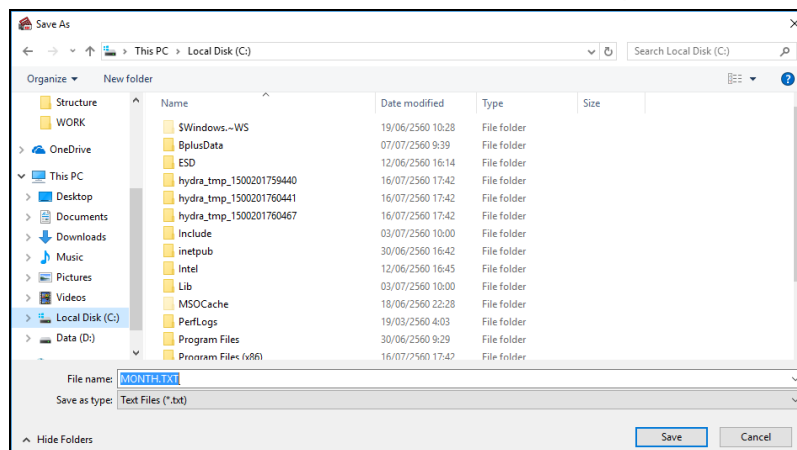 Save As
This PC > Local Disk (C:)
Search Local Disk (C:)
Organize
New folder
Name Date modified Type Size
Structure
WORK
OneDrive
This PC
Desktop
Documents
Downloads
Music
Pictures
Videos
Local Disk (C:)
Data (D:)
$Windows.~WS 19/06/2560 10:28 File folder
BplusData 07/07/2560 9:39 File folder
ESD 12/06/2560 16:14 File folder
hydra_tmp_1500201759440 16/07/2560 17:42 File folder
hydra_tmp_1500201760441 16/07/2560 17:42 File folder
hydra_tmp_1500201760467 16/07/2560 17:42 File folder
Include 03/07/2560 10:00 File folder
inetpub 30/06/2560 16:42 File folder
Intel 12/06/2560 16:45 File folder
Lib 03/07/2560 10:00 File folder
MSOCache 18/06/2560 22:28 File folder
PerfLogs 19/03/2560 4:03 File folder
Program Files 30/06/2560 9:29 File folder
Program Files (x86) 16/07/2560 17:42 File folder
File name: MONTH.TXT
Save as type: Text Files (*.txt)
Hide Folders
Save
Cancel